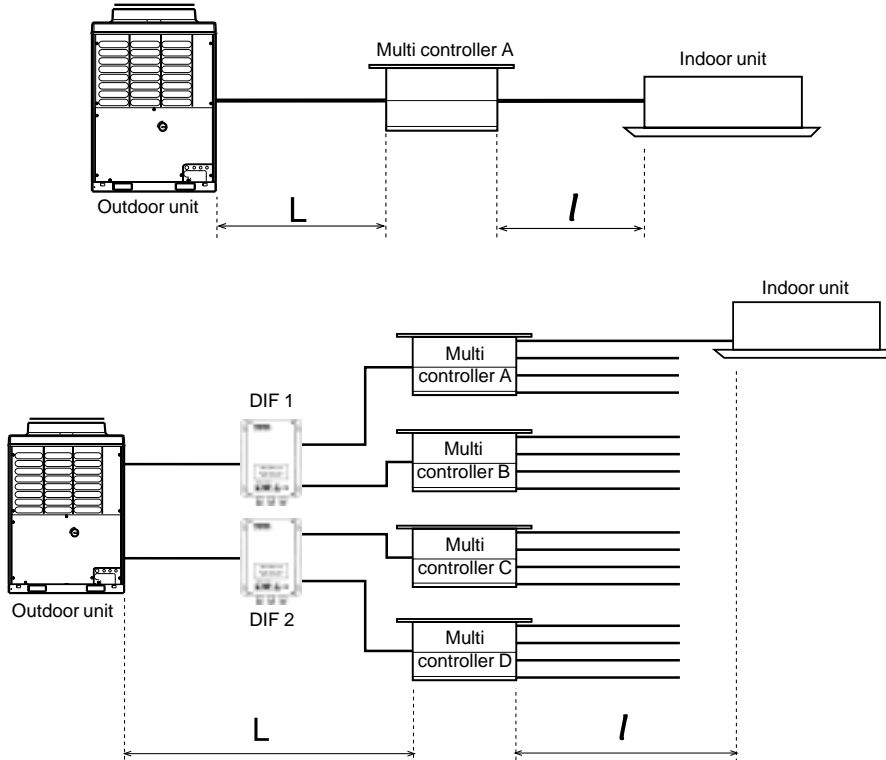 Multi controller A
Indoor unit
Outdoor unit
L
l
Indoor unit
Multi
controller A
DIF 1
Multi
controller B
Multi
controller C
Outdoor unit
DIF 2
Multi
controller D
L
l